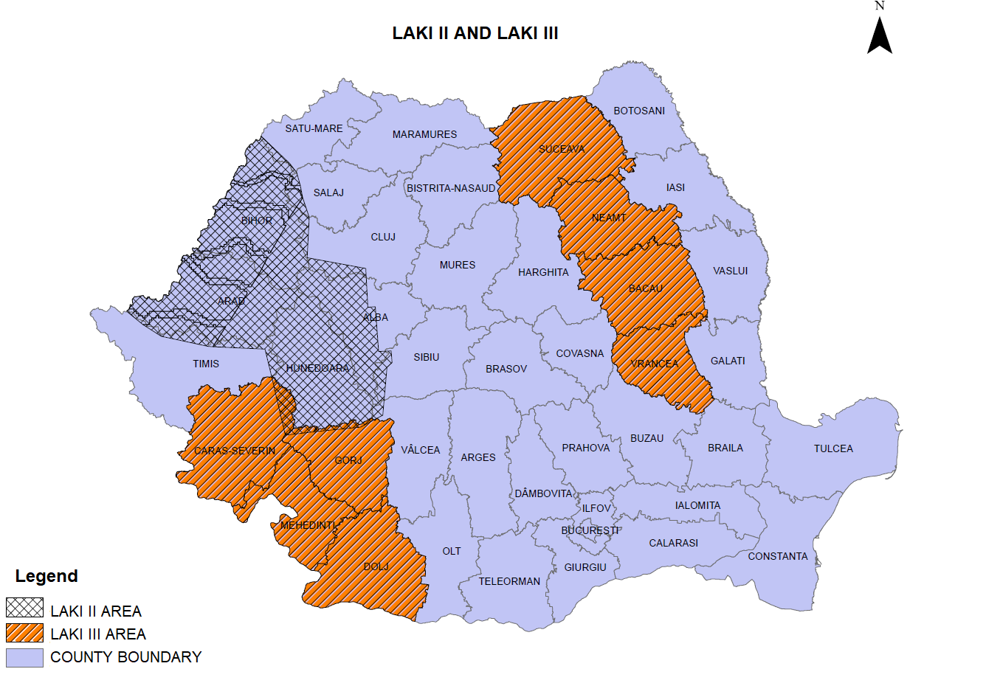 N
LAKI II AND LAKI III
BOTOSANI
SATU-MARE
MARAMURES
SUCEAVA
IASI
SALAJ
BISTRITA-NASAUD
NEAMT
BIHOR
CLUJ
MURES
HARGHITA
VASLUI
BACAU
ARAD
ALBA
COVASNA
SIBIU
BRASOV
TIMIS
HUNEDOARA
VRANCEA
GALATI
CARAS-SEVERIN
GORJ
VÂLCEA
ARGES
PRAHOVA
BUZAU
BRAILA
TULCEA
DÂMBOVITA
ILFOV
IALOMITA
MEHEDINTI
BUCURESTI
CALARASI
OLT
CONSTANTA
DOLJ
GIURGIU
TELEORMAN
Legend
LAKI II AREA
LAKI III AREA
COUNTY BOUNDARY